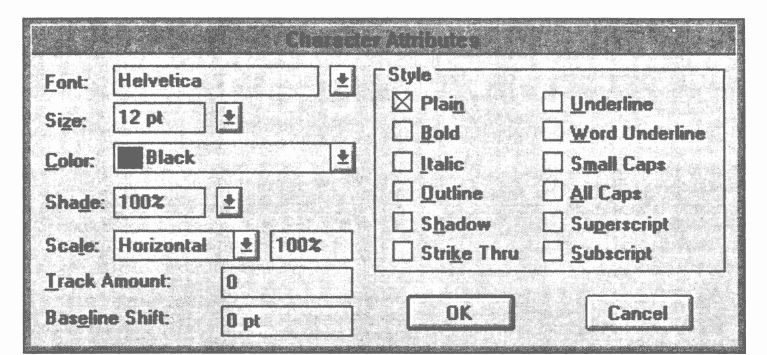 Character Attributes
Font: Helvetica
Size: 12 pt
Color: Black
Shade: 100%
Scale: Horizontal 100%
Track Amount: 0
Baseline Shift: 0 pt
Style
Plain Underline
Bold Word Underline
Italic Small Caps
Outline All Caps
Shadow Superscript
Strike Thru Subscript
OK Cancel